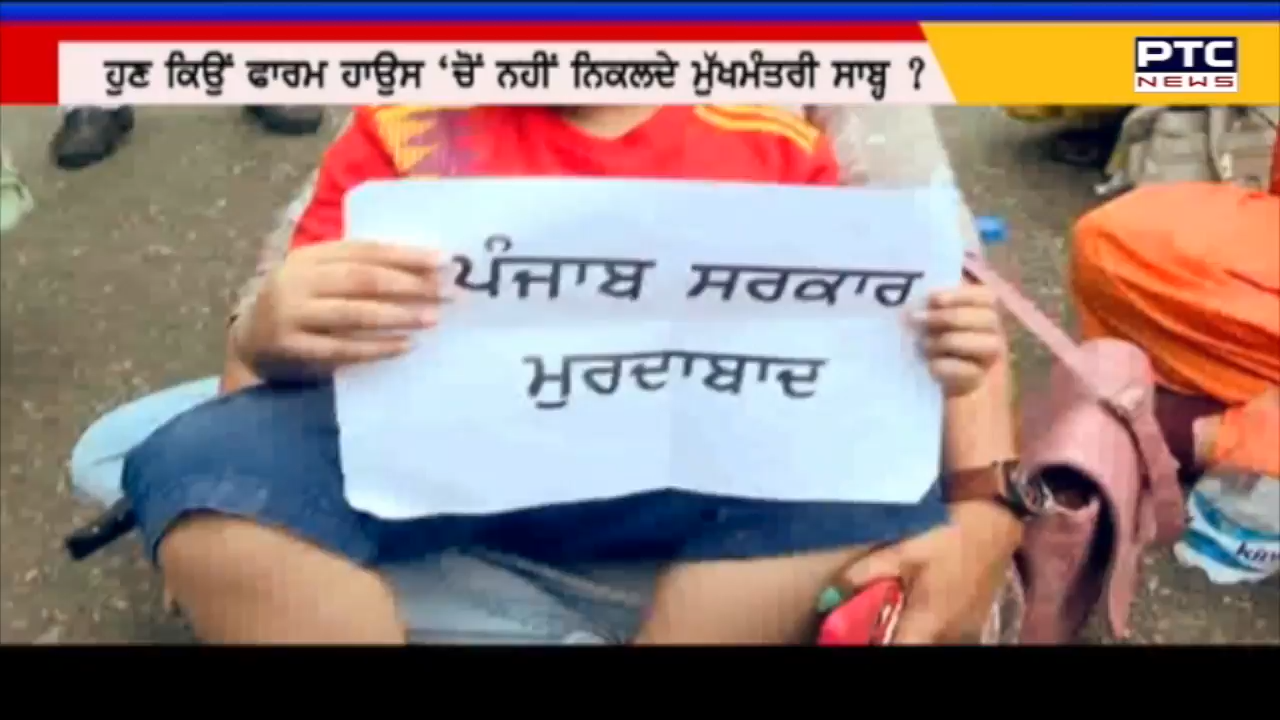 ਹੁਣ ਕਿਉਂ ਫਾਰਮ ਹਾਊਸ ‘ਚੋਂ ਨਹੀਂ ਨਿਕਲਦੇ ਮੁੱਖਮੰਤਰੀ ਸਾਬ੍ਹ ?
PTC
NEWS
ਪੰਜਾਬ ਸਰਕਾਰ
ਮੁਰਦਾਬਾਦ